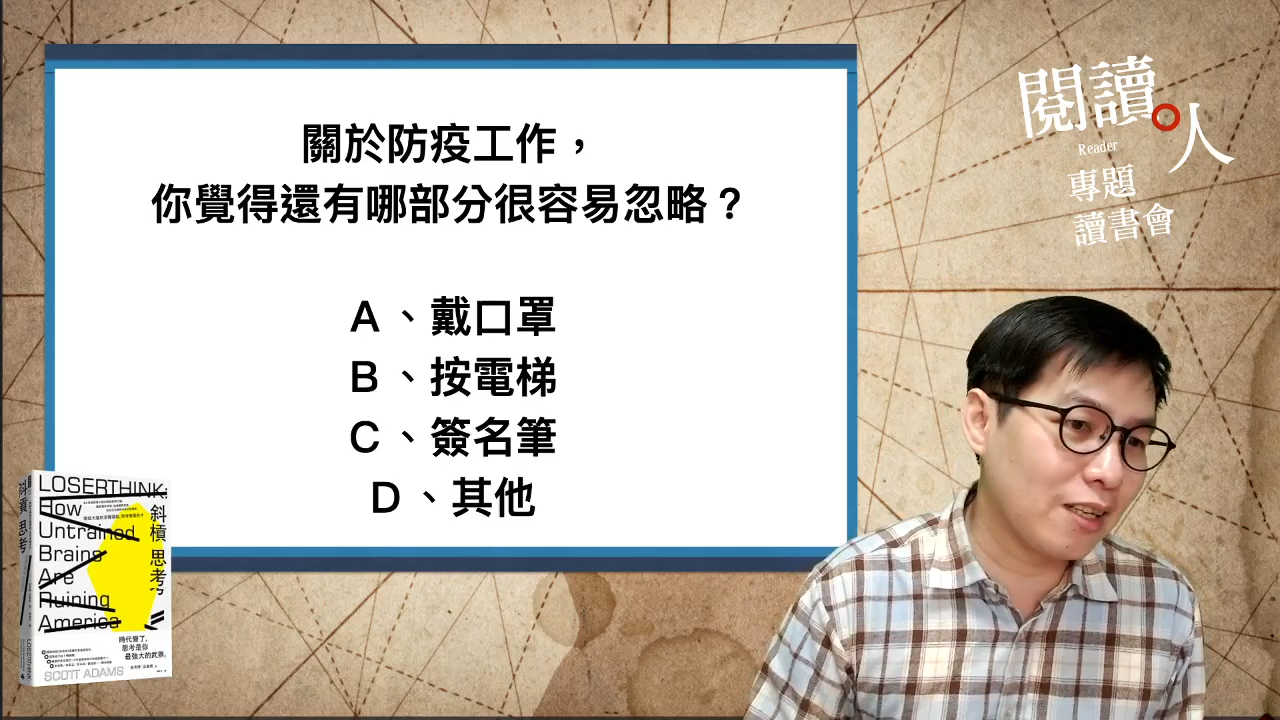 關於防疫工作，
你覺得還有哪部分很容易忽略？
A、戴口罩
B、按電梯
C、簽名筆
D、其他
閱讀人
Reader
專題
讀書會
LOSERTHINK:
How
Untrained
Brains
Are
Ruining
America
斜槓思考
時代變了,
思考是你
最強大的武器。
SCOTT ADAMS